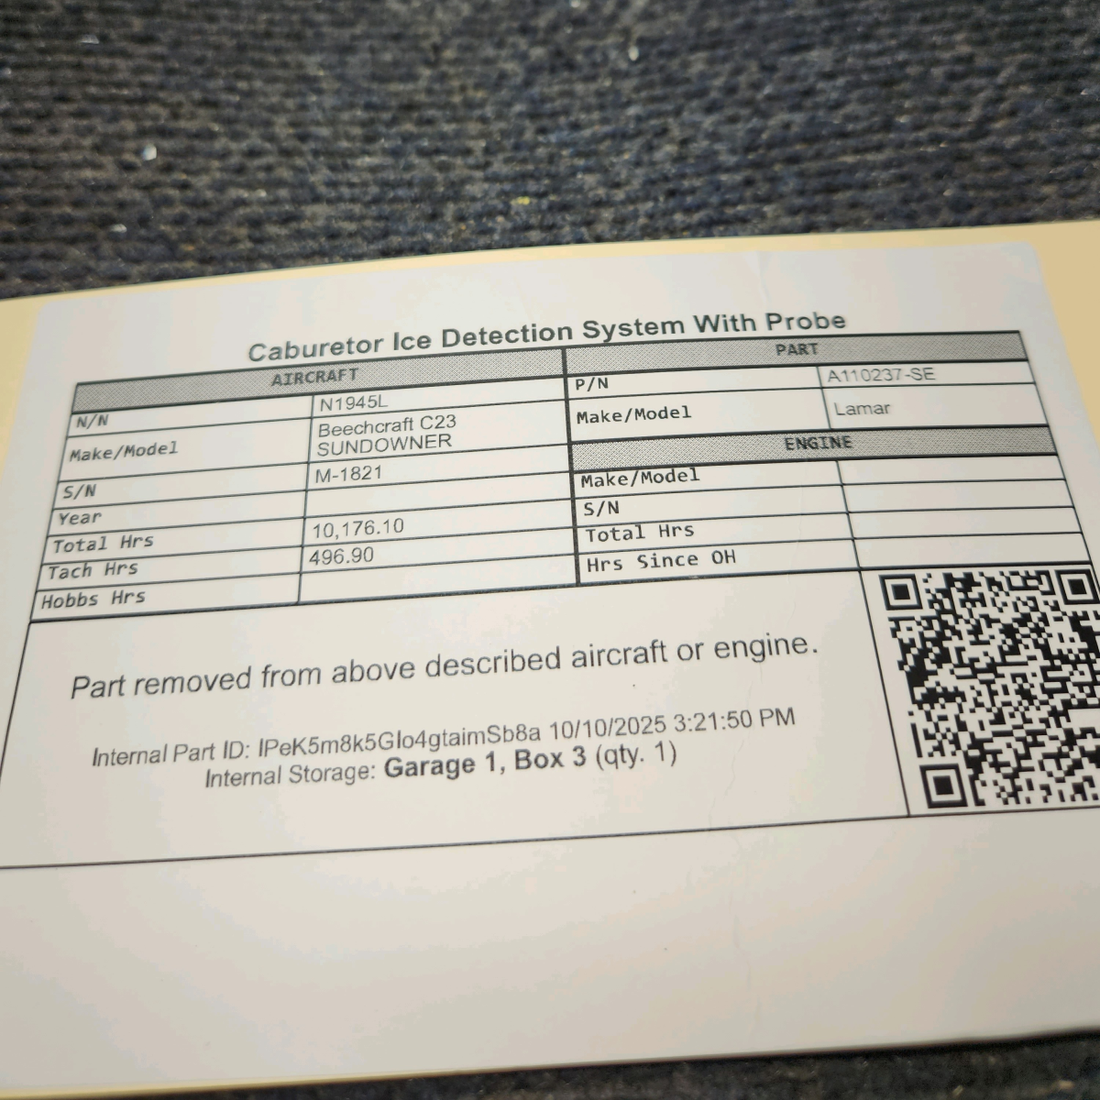 Caburetor Ice Detection System With Probe
AIRCRAFT
N/N N1945L
Make/Model Beechcraft C23
SUNDOWNER
S/N M-1821
Year
Total Hrs 10,176.10
Tach Hrs 496.90
Hobbs Hrs
PART
P/N A110237-SE
Make/Model Lamar
ENGINE
Make/Model
S/N
Total Hrs
Hrs Since OH
Part removed from above described aircraft or engine.
Internal Part ID: IPeK5m8k5GIo4gtaimSb8a 10/10/2025 3:21:50 PM
Internal Storage: Garage 1, Box 3 (qty. 1)